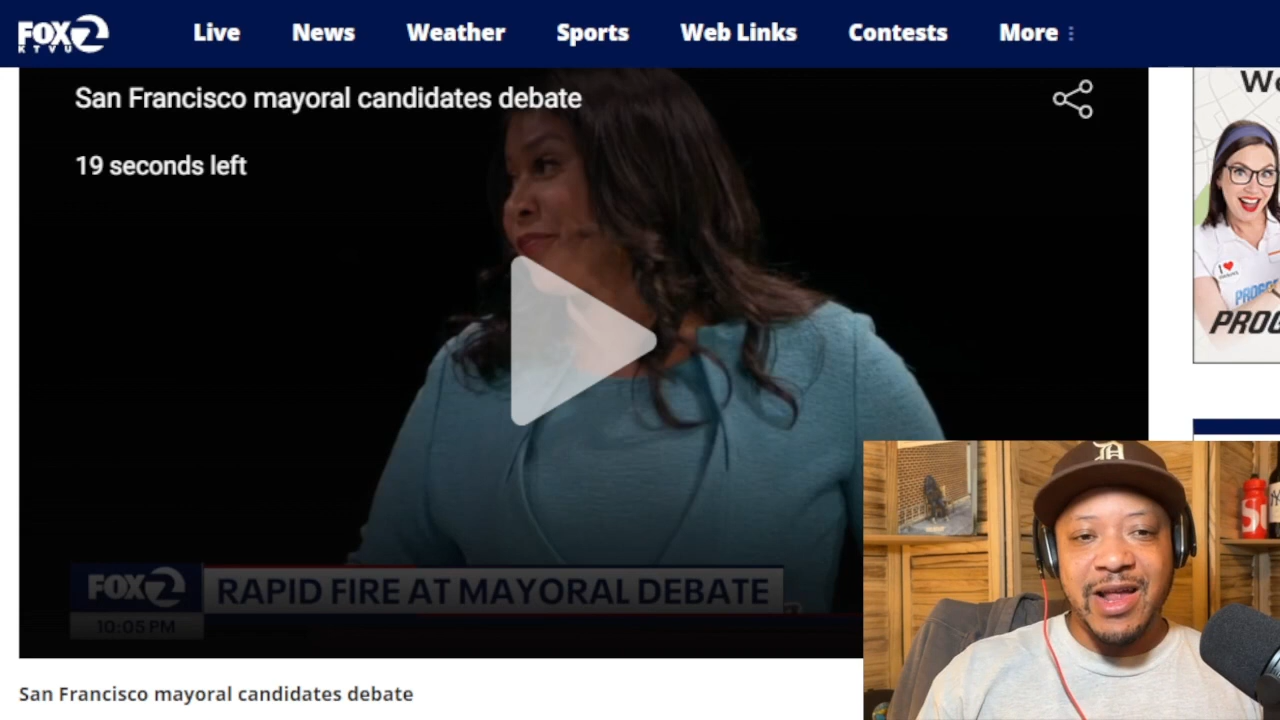 FOX 2
KTVU
Live
News
Weather
Sports
Web Links
Contests
More
San Francisco mayoral candidates debate
19 seconds left
I
PROG
FOX 2
RAPID FIRE AT MAYORAL DEBATE
10:05 PM
San Francisco mayoral candidates debate
D